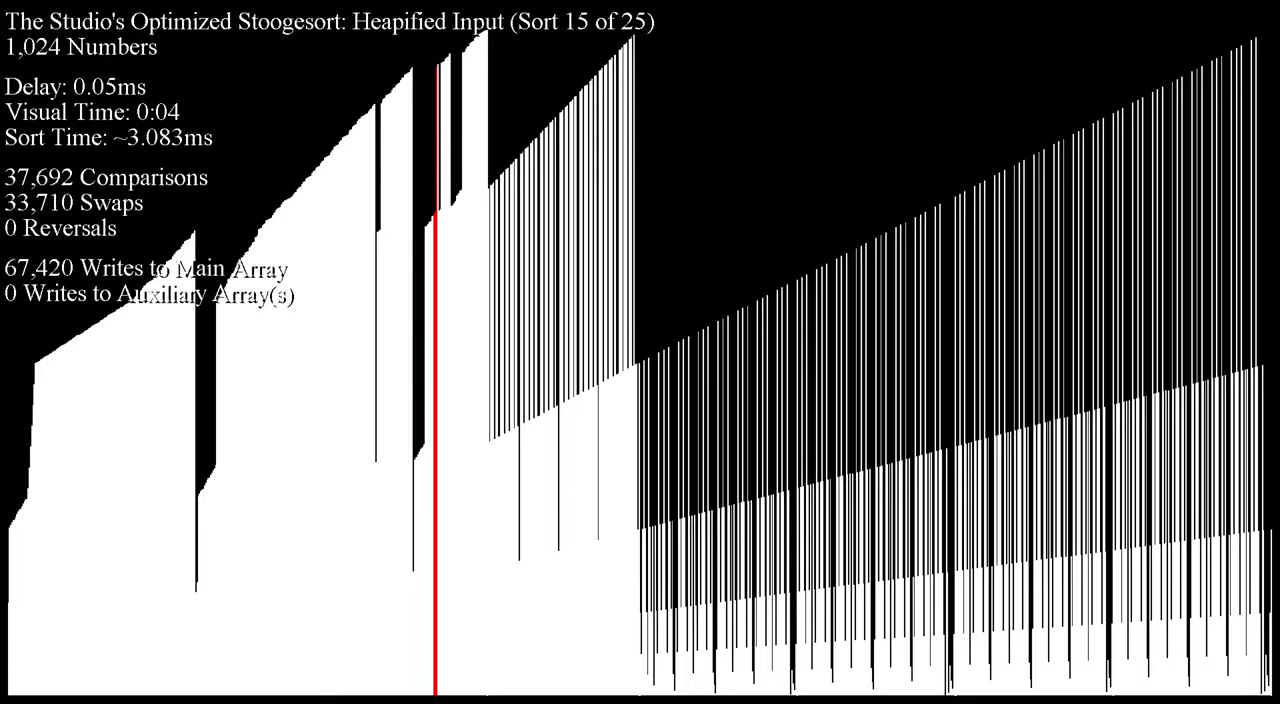 The Studio's Optimized Stoogesort: Heapified Input (Sort 15 of 25)
1,024 Numbers
Delay: 0.05ms
Visual Time: 0:04
Sort Time: ~3.083ms
37,692 Comparisons
33,710 Swaps
0 Reversals
67,420 Writes to Main Array
0 Writes to Auxiliary Array(s)